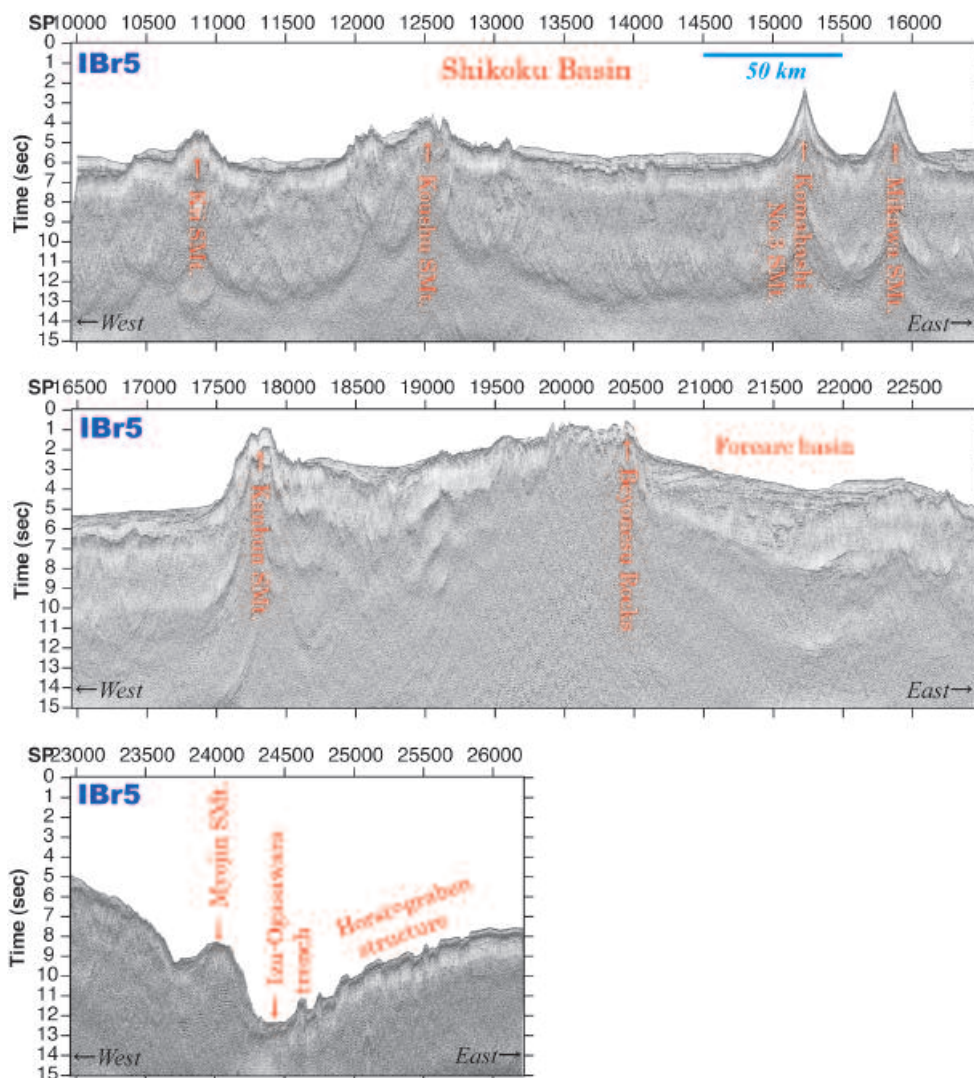 SP10000 10500 11000 11500 12000 12500 13000 13500 14000 14500 15000 15500 16000
IBr5
Shikoku Basin
50 km
0
1
2
3
4
5
6
7
8
9
10
11
12
13
14
15
Time (sec)
Kii SMt.
Koushu SMt.
Konohashi
No.3 SMt.
Mikawa SMt.
←West
East→
SP16500 17000 17500 18000 18500 19000 19500 20000 20500 21000 21500 22000 22500
IBr5
Forearc basin
0
1
2
3
4
5
6
7
8
9
10
11
12
13
14
15
Time (sec)
SMt.
Beyonesu Rocks
←West
East→
SP23000 23500 24000 24500 25000 25500 26000
IBr5
0
1
2
3
4
5
6
7
8
9
10
11
12
13
14
15
Time (sec)
Myojin SMt.
Izu-Ogasawara
trench
Horst-graben
structure
←West
East→